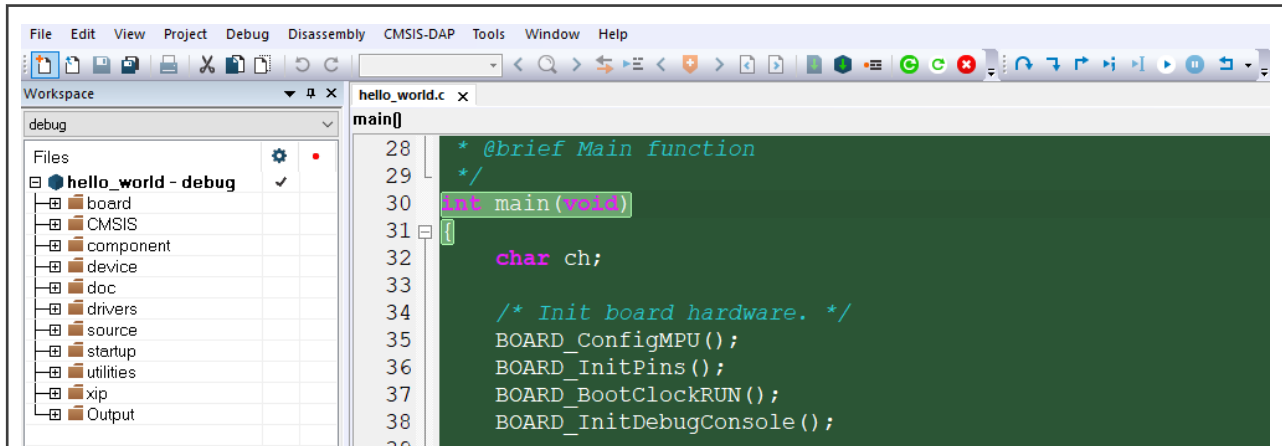 File Edit View Project Debug Disassembly CMSIS-DAP Tools Window Help
Workspace
debug
Files
hello_world - debug
board
CMSIS
component
device
doc
drivers
source
startup
utilities
xip
Output
hello_world.c
main()
28 * @brief Main function
29 */
30 int main(void)
31 {
32 char ch;
33
34 /* Init board hardware. */
35 BOARD_ConfigMPU();
36 BOARD_InitPins();
37 BOARD_BootClockRUN();
38 BOARD_InitDebugConsole();